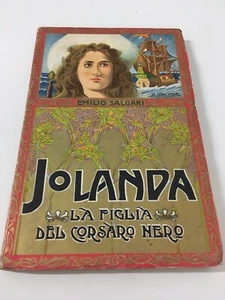 EMILIO SALGARI
JOLANDA
LA FIGLIA
DEL CORSARO NERO